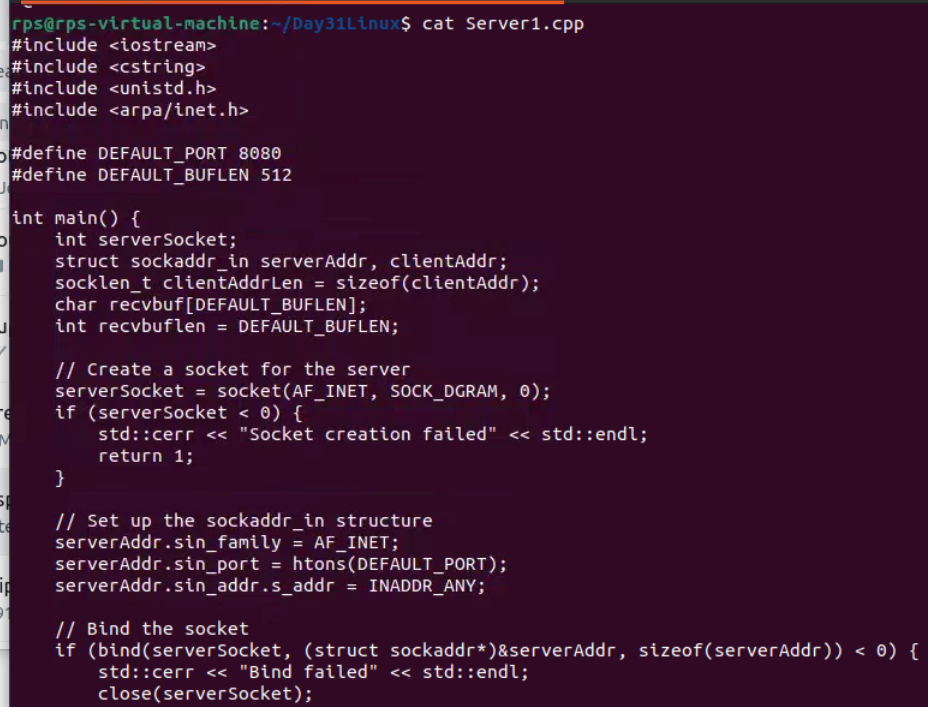 rps@rps-virtual-machine:~/Day31Linux$ cat Server1.cpp
#include <iostream>
#include <cstring>
#include <unistd.h>
#include <arpa/inet.h>

#define DEFAULT_PORT 8080
#define DEFAULT_BUFLEN 512

int main() {
    int serverSocket;
    struct sockaddr_in serverAddr, clientAddr;
    socklen_t clientAddrLen = sizeof(clientAddr);
    char recvbuf[DEFAULT_BUFLEN];
    int recvbuflen = DEFAULT_BUFLEN;

    // Create a socket for the server
    serverSocket = socket(AF_INET, SOCK_DGRAM, 0);
    if (serverSocket < 0) {
        std::cerr << "Socket creation failed" << std::endl;
        return 1;
    }

    // Set up the sockaddr_in structure
    serverAddr.sin_family = AF_INET;
    serverAddr.sin_port = htons(DEFAULT_PORT);
    serverAddr.sin_addr.s_addr = INADDR_ANY;

    // Bind the socket
    if (bind(serverSocket, (struct sockaddr*)&serverAddr, sizeof(serverAddr)) < 0) {
        std::cerr << "Bind failed" << std::endl;
        close(serverSocket);